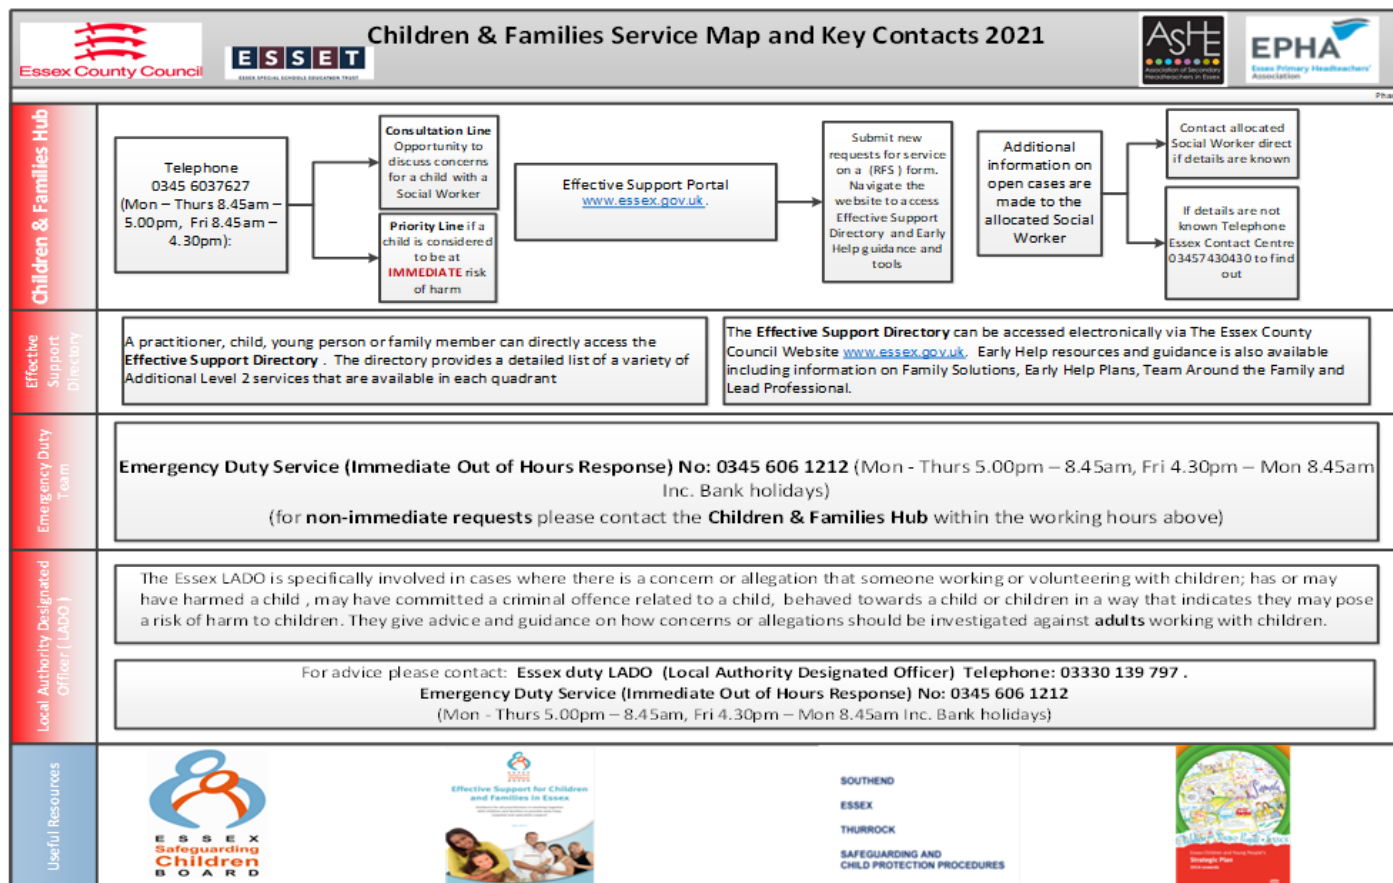 Children & Families Service Map and Key Contacts 2021
Essex County Council
ESSET
ESSEX SPECIAL SCHOOLS EDUCATION TRUST
ASHE
Association of Secondary
Headteachers in Essex
EPHA
Essex Primary Headteachers'
Association
Children & Families Hub
Telephone
0345 6037627
(Mon – Thurs 8.45am –
5.00pm, Fri 8.45am –
4.30pm):
Consultation Line
Opportunity to
discuss concerns
for a child with a
Social Worker
Priority Line if a
child is considered
to be at
IMMEDIATE risk
of harm
Effective Support Portal
www.essex.gov.uk .
Submit new
requests for service
on a (RFS ) form.
Navigate the
website to access
Effective Support
Directory and Early
Help guidance and
tools
Additional
information on
open cases are
made to the
allocated Social
Worker
Contact allocated
Social Worker direct
if details are known
If details are not
known Telephone
Essex Contact Centre
03457430430 to find
out
Effective
Support
Directory
A practitioner, child, young person or family member can directly access the
Effective Support Directory . The directory provides a detailed list of a variety of
Additional Level 2 services that are available in each quadrant
The Effective Support Directory can be accessed electronically via The Essex County
Council Website www.essex.gov.uk. Early Help resources and guidance is also available
including information on Family Solutions, Early Help Plans, Team Around the Family and
Lead Professional.
Emergency Duty
Team
Emergency Duty Service (Immediate Out of Hours Response) No: 0345 606 1212 (Mon - Thurs 5.00pm – 8.45am, Fri 4.30pm – Mon 8.45am
Inc. Bank holidays)
(for non-immediate requests please contact the Children & Families Hub within the working hours above)
Local Authority Designated
Officer ( LADO )
The Essex LADO is specifically involved in cases where there is a concern or allegation that someone working or volunteering with children; has or may
have harmed a child , may have committed a criminal offence related to a child, behaved towards a child or children in a way that indicates they may pose
a risk of harm to children. They give advice and guidance on how concerns or allegations should be investigated against adults working with children.
For advice please contact: Essex duty LADO (Local Authority Designated Officer) Telephone: 03330 139 797 .
Emergency Duty Service (Immediate Out of Hours Response) No: 0345 606 1212
(Mon - Thurs 5.00pm – 8.45am, Fri 4.30pm – Mon 8.45am Inc. Bank holidays)
Useful Resources
ESSEX
Safeguarding
Children
BOARD
Effective Support for Children
and Families in Essex
SOUTHEND
ESSEX
THURROCK
SAFEGUARDING AND
CHILD PROTECTION PROCEDURES
Essex Children and Young People's
Strategic Plan